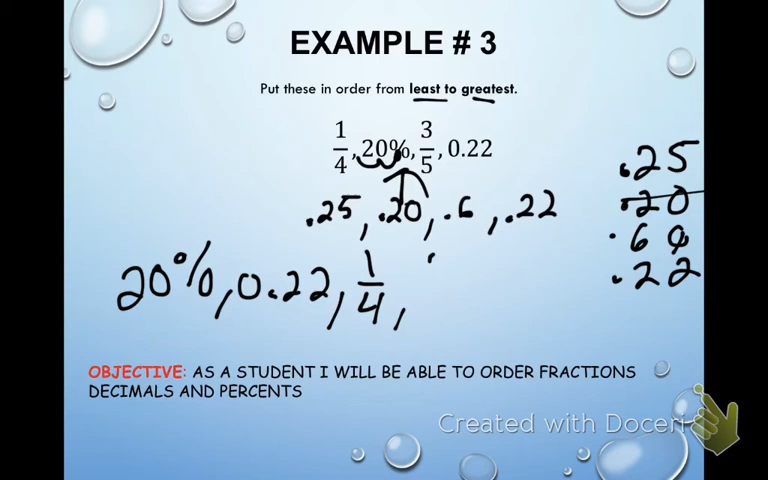 EXAMPLE # 3
Put these in order from least to greatest.
1/4, 20%, 3/5, 0.22
.25, .20, .6, .22
.25
.20
.60
.22
20%, 0.22, 1/4,
OBJECTIVE: AS A STUDENT I WILL BE ABLE TO ORDER FRACTIONS
DECIMALS AND PERCENTS
Created with Doceri